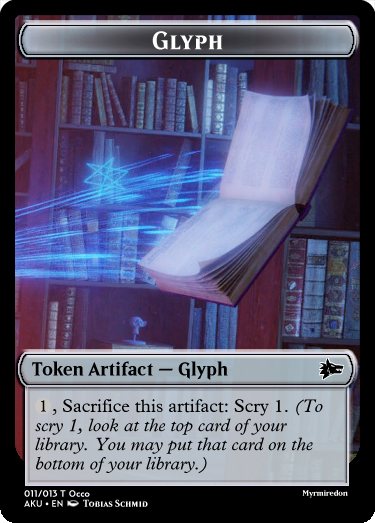 GLYPH
Token Artifact — Glyph
1, Sacrifice this artifact: Scry 1. (To
scry 1, look at the top card of your
library. You may put that card on the
bottom of your library.)
011/013 T Occo
Myrmiredon
AKU • EN TOBIAS SCHMID